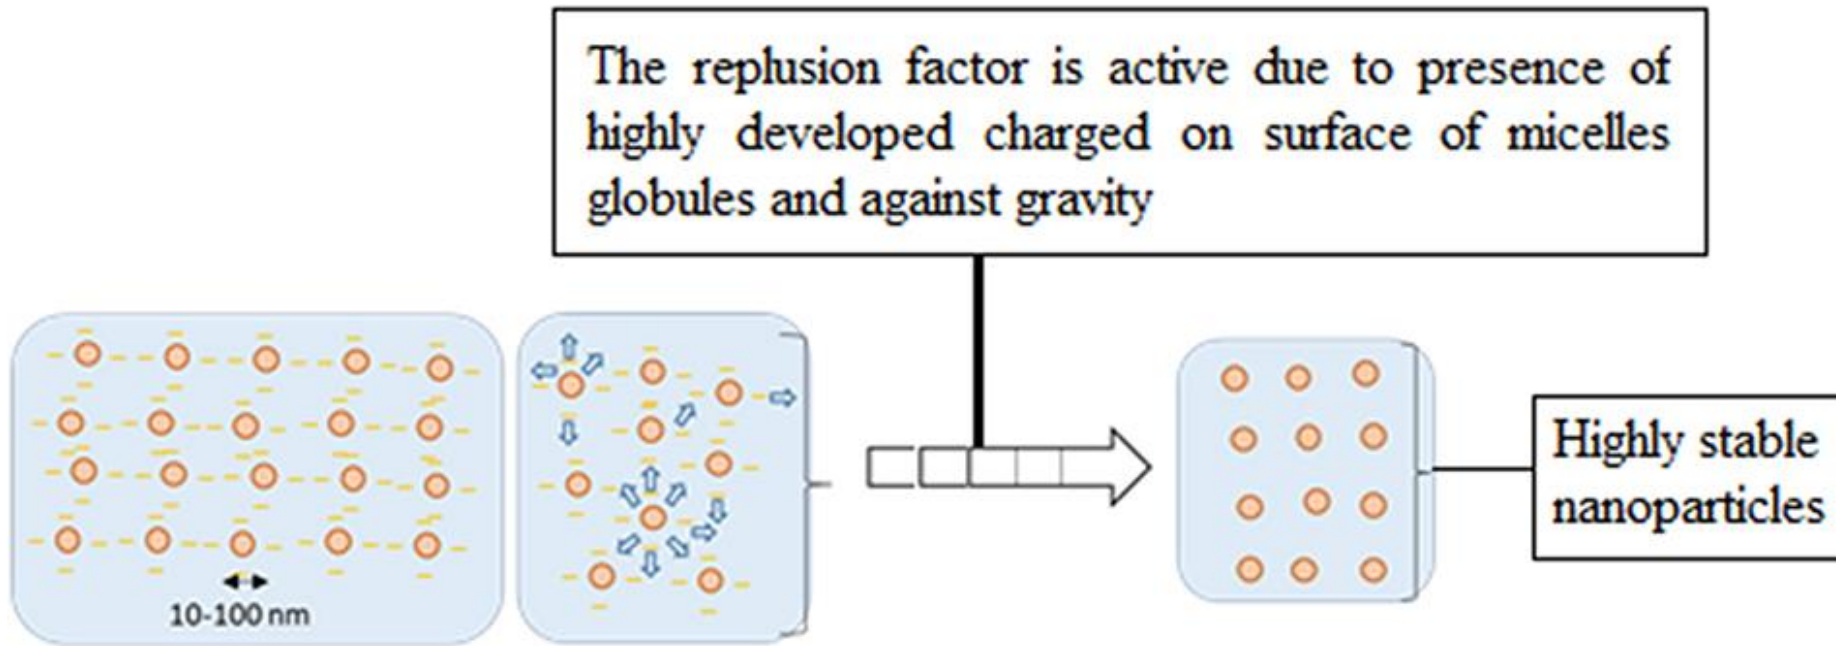 The replusion factor is active due to presence of
highly developed charged on surface of micelles
globules and against gravity
10-100 nm
Highly stable
nanoparticles